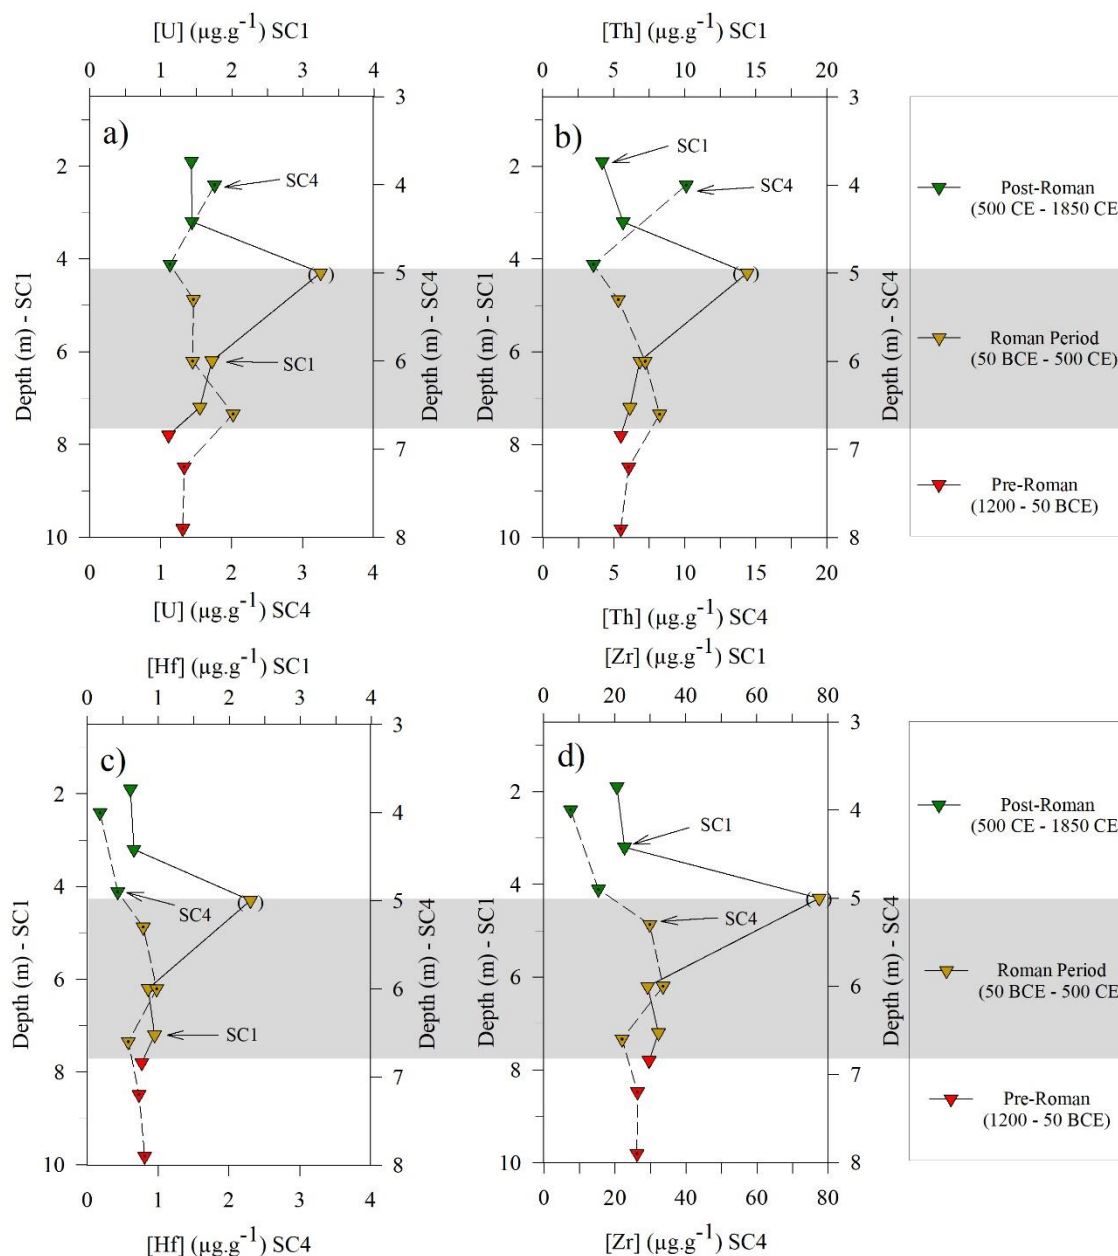 [U] (µg.g-1) SC1
[Th] (µg.g-1) SC1
0 1 2 3 4
0 5 10 15 20
3
3
a)
b)
SC1
2
2
SC4
SC4
4
4
Post-Roman
(500 CE - 1850 CE)
4
4
5
5
Depth (m) - SC1
Depth (m) - SC4
Depth (m) - SC1
Depth (m) - SC4
( )
( )
6
SC1
6
6
6
Roman Period
(50 BCE - 500 CE)
8
7
8
7
Pre-Roman
(1200 - 50 BCE)
10
8
10
8
0 1 2 3 4
0 5 10 15 20
[U] (µg.g-1) SC4
[Th] (µg.g-1) SC4
[Hf] (µg.g-1) SC1
[Zr] (µg.g-1) SC1
0 1 2 3 4
0 20 40 60 80
3
3
c)
d)
2
2
4
4
SC1
Post-Roman
(500 CE - 1850 CE)
4
SC4
5
4
SC4
5
( )
( )
Depth (m) - SC1
Depth (m) - SC4
Depth (m) - SC1
Depth (m) - SC4
6
6
6
6
Roman Period
(50 BCE - 500 CE)
SC1
8
7
8
7
Pre-Roman
(1200 - 50 BCE)
10
8
10
8
0 1 2 3 4
0 20 40 60 80
[Hf] (µg.g-1) SC4
[Zr] (µg.g-1) SC4